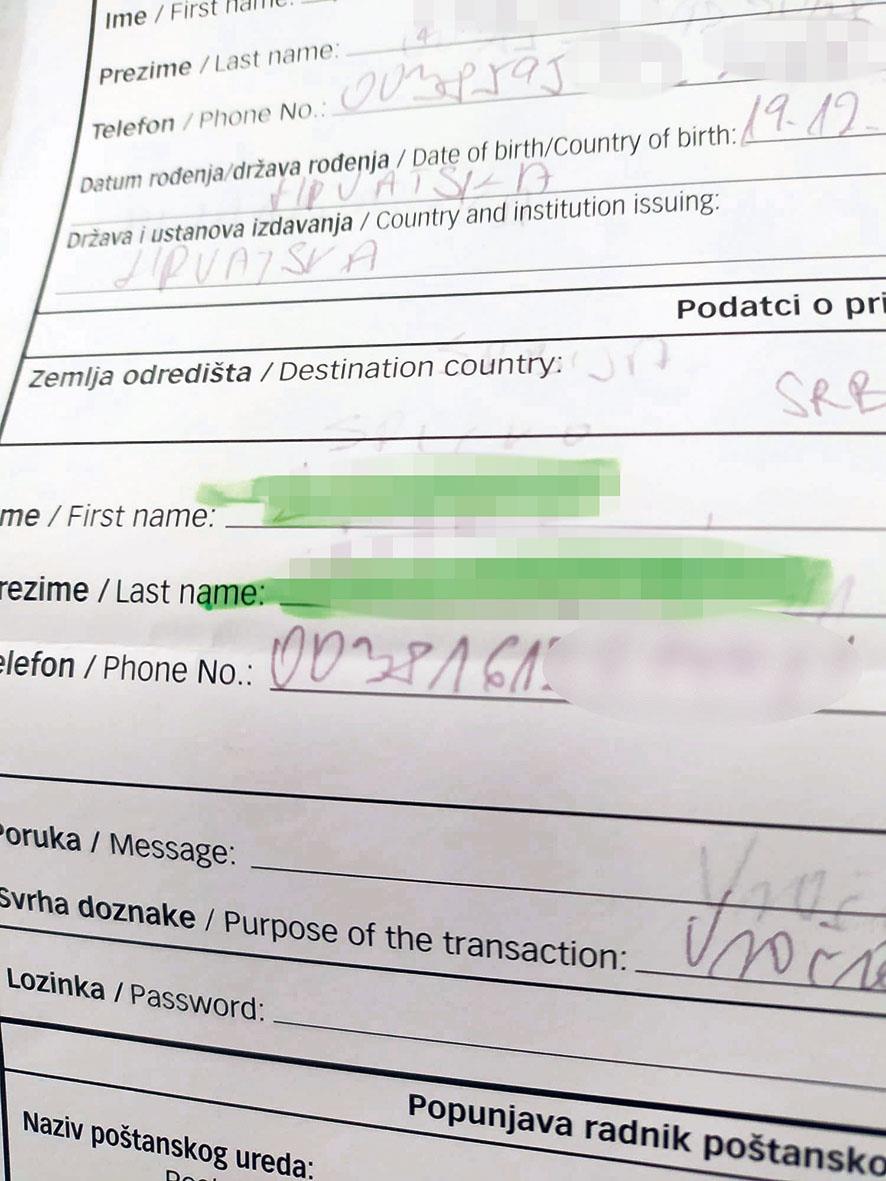 Ime / First name:
Prezime / Last name:
Telefon / Phone No.:
Datum rođenja/država rođenja / Date of birth/Country of birth: 19.12.
HRVATSKA
Država i ustanova izdavanja / Country and institution issuing:
HRVATSKA
Podatci o pri
Zemlja odredišta / Destination country: SRB
me / First name:
rezime / Last name:
elefon / Phone No.: 0038161
Poruka / Message:
Svrha doznake / Purpose of the transaction:
Lozinka / Password:
Popunjava radnik poštansko
Naziv poštanskog ureda: